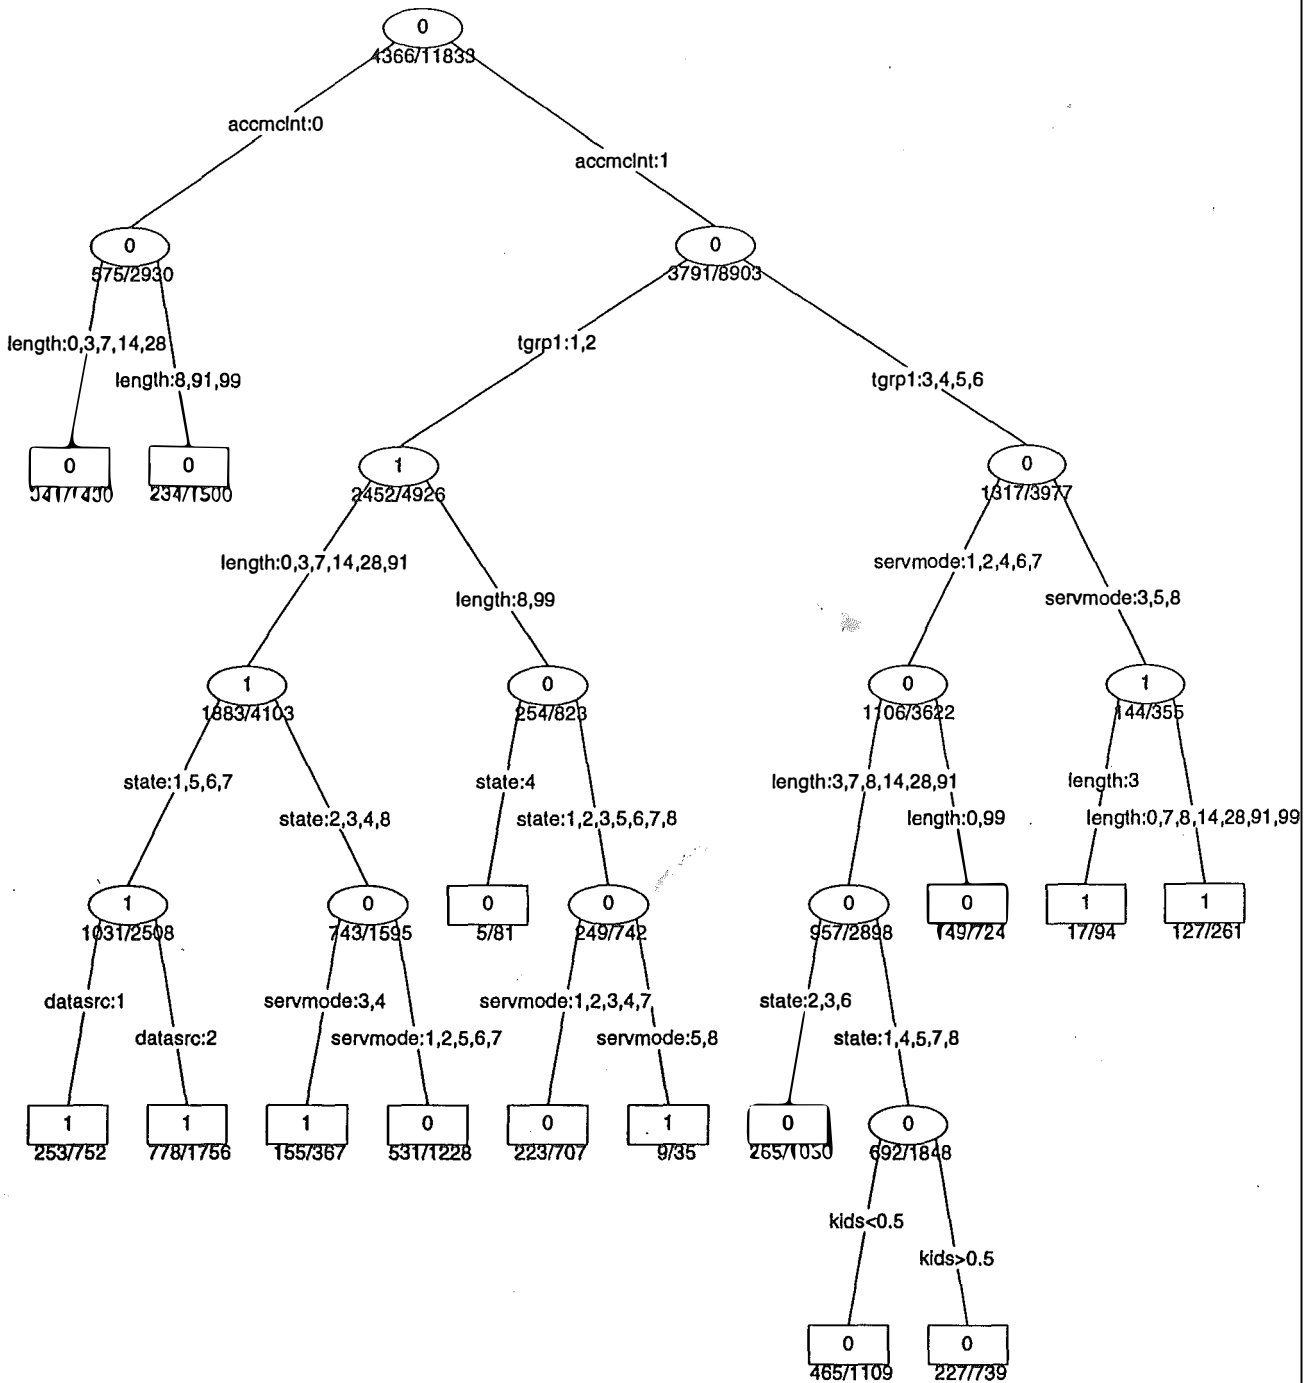 0
4366/11833
accmclnt:0
accmclnt:1
0
575/2930
0
3791/8903
length:0,3,7,14,28
length:8,91,99
tgrp1:1,2
tgrp1:3,4,5,6
0
341/1430
0
234/1500
1
2452/4926
0
1317/3977
length:0,3,7,14,28,91
length:8,99
servmode:1,2,4,6,7
servmode:3,5,8
1
1883/4103
0
254/823
0
1106/3622
1
144/355
state:1,5,6,7
state:2,3,4,8
state:4
state:1,2,3,5,6,7,8
length:3,7,8,14,28,91
length:0,99
length:3
length:0,7,8,14,28,91,99
1
1031/2508
0
743/1595
0
5/81
0
249/742
0
957/2898
0
149/724
1
17/94
1
127/261
datasrc:1
datasrc:2
servmode:3,4
servmode:1,2,5,6,7
servmode:1,2,3,4,7
servmode:5,8
state:2,3,6
state:1,4,5,7,8
1
253/752
1
778/1756
1
155/367
0
531/1228
0
223/707
1
9/35
0
265/1050
0
692/1848
kids<0.5
kids>0.5
0
465/1109
0
227/739